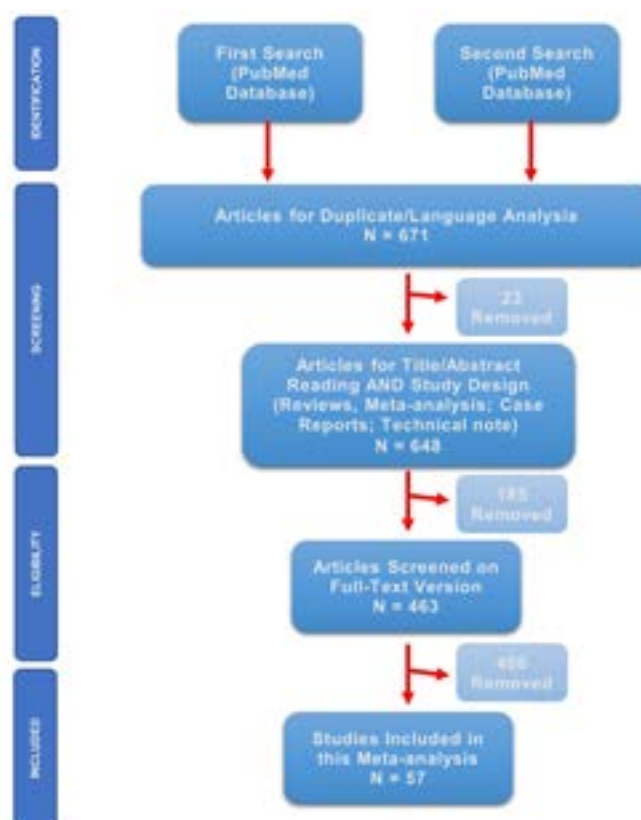 IDENTIFICATION
First Search
(PubMed
Database)
Second Search
(PubMed
Database)
SCREENING
Articles for Duplicate/Language Analysis
N = 671
23
Removed
Articles for Title/Abstract
Reading AND Study Design
(Reviews, Meta-analysis; Case
Reports; Technical note)
N = 648
185
Removed
ELIGIBILITY
Articles Screened on
Full-Text Version
N = 463
Removed
INCLUDED
Studies Included in
this Meta-analysis
N = 57